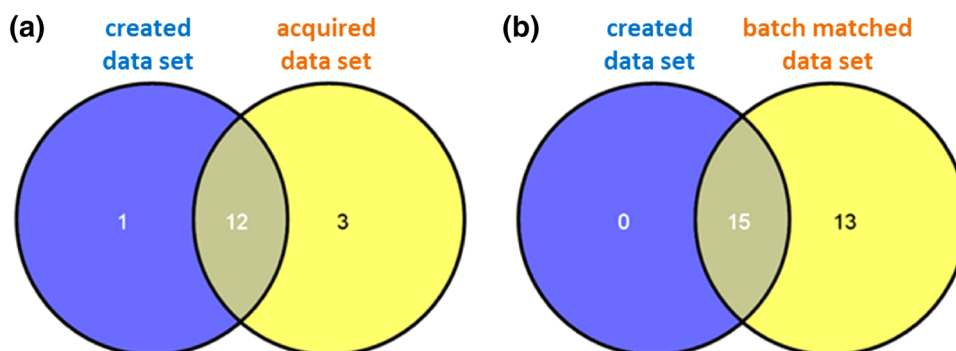 (a)
created
data set
acquired
data set
1
12
3
(b)
created
data set
batch matched
data set
0
15
13